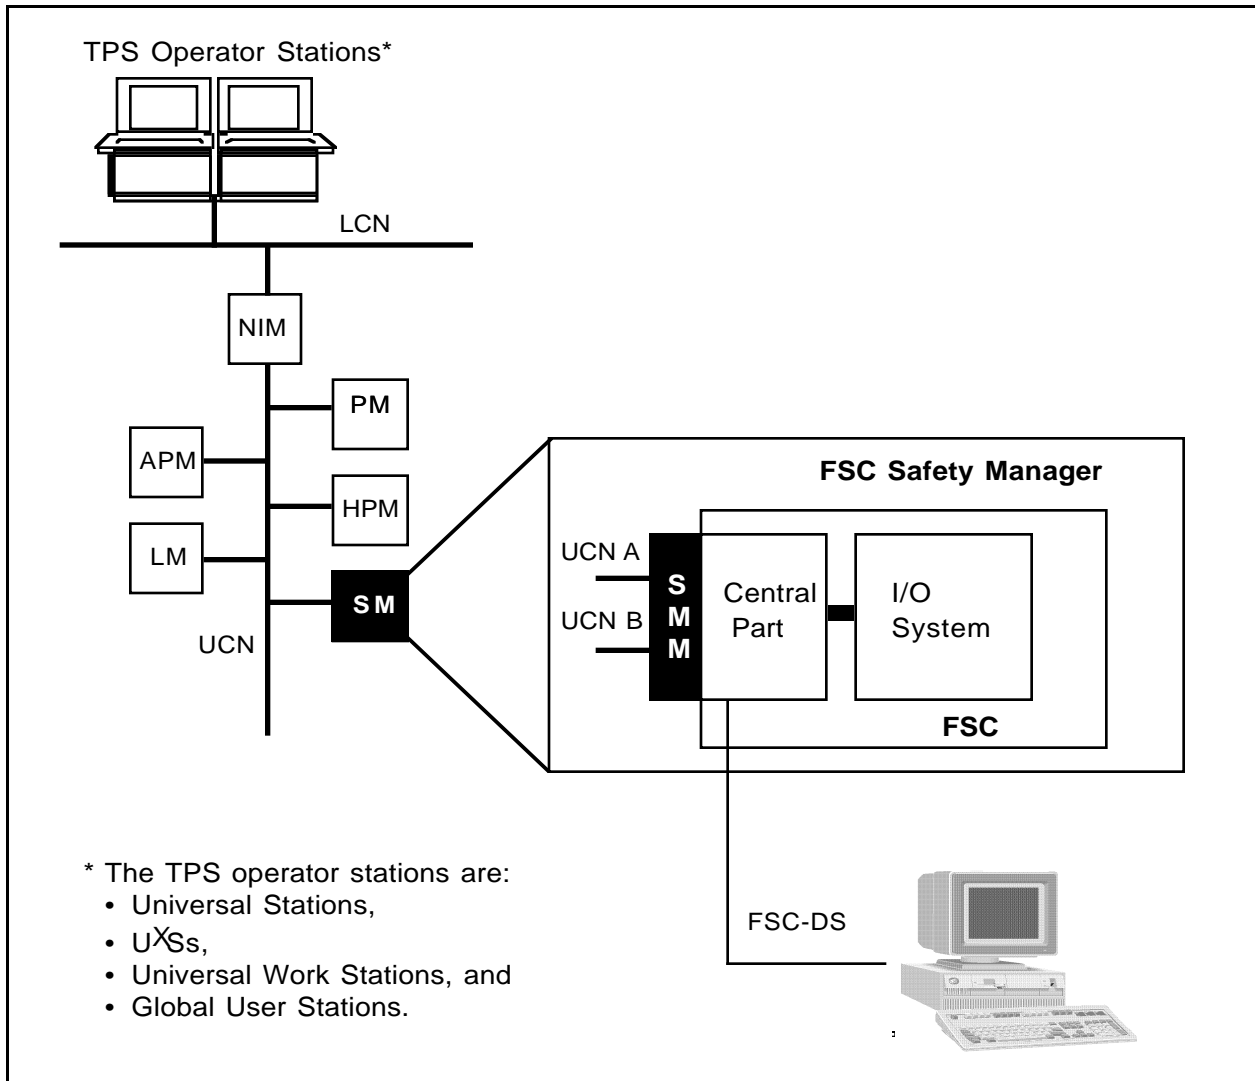 TPS Operator Stations*
LCN
NIM
PM
APM
HPM
LM
SM
UCN
FSC Safety Manager
UCN A
UCN B
S
M
M
Central
Part
I/O
System
FSC
FSC-DS
* The TPS operator stations are:
• Universal Stations,
• UXSs,
• Universal Work Stations, and
• Global User Stations.